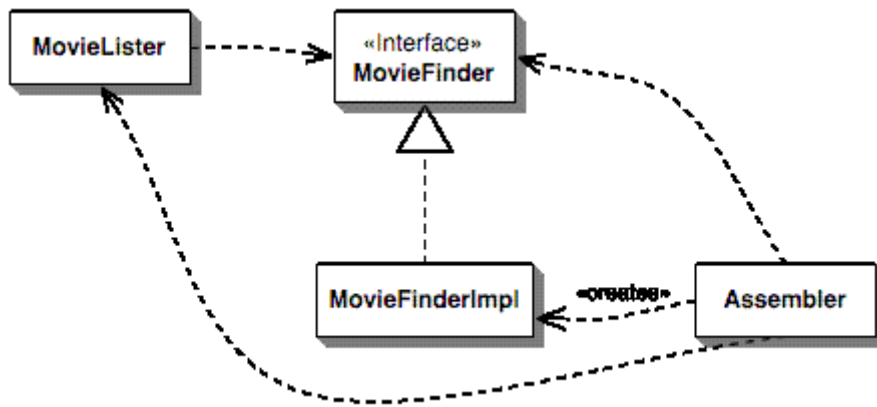 MovieLister
«Interface»
MovieFinder
MovieFinderImpl
«creates»
Assembler